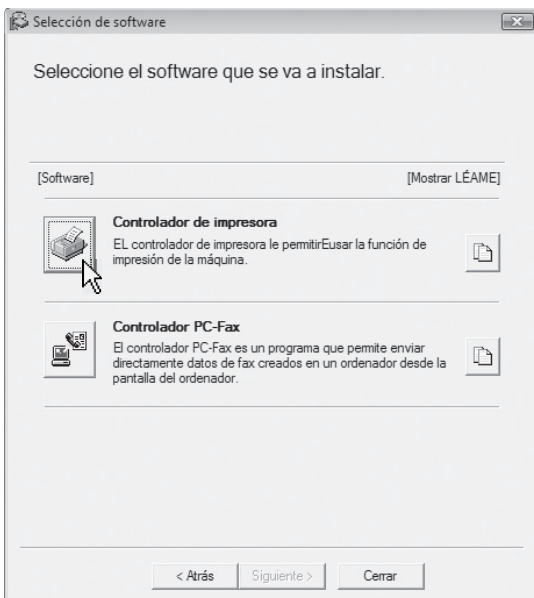 Selección de software
Seleccione el software que se va a instalar.
[Software] [Mostrar LÉAME]
Controlador de impresora
EL controlador de impresora le permitirEusar la función de
impresión de la máquina.
Controlador PC-Fax
El controlador PC-Fax es un programa que permite enviar
directamente datos de fax creados en un ordenador desde la
pantalla del ordenador.
< Atrás Siguiente > Cerrar